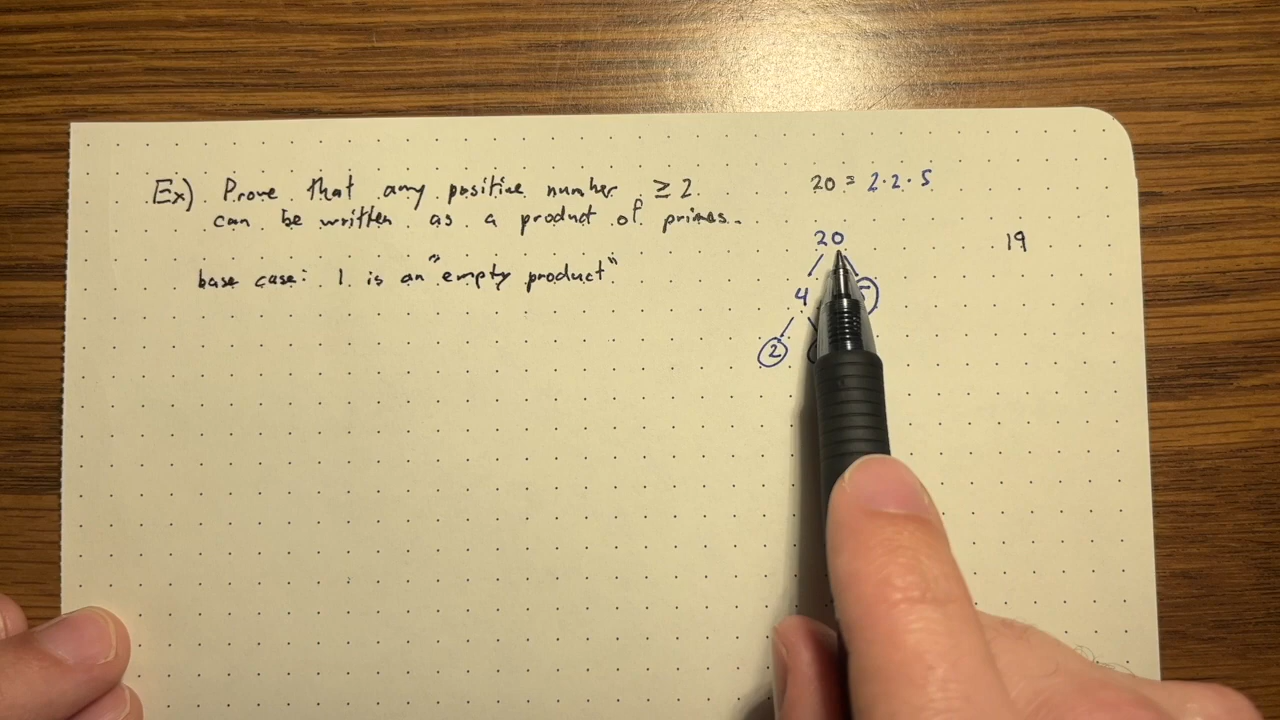 Ex) Prove that any positive number ≥ 2
can be written as a product of primes.
base case: 1 is an "empty product"
20 = 2·2·5
20
19
4
2